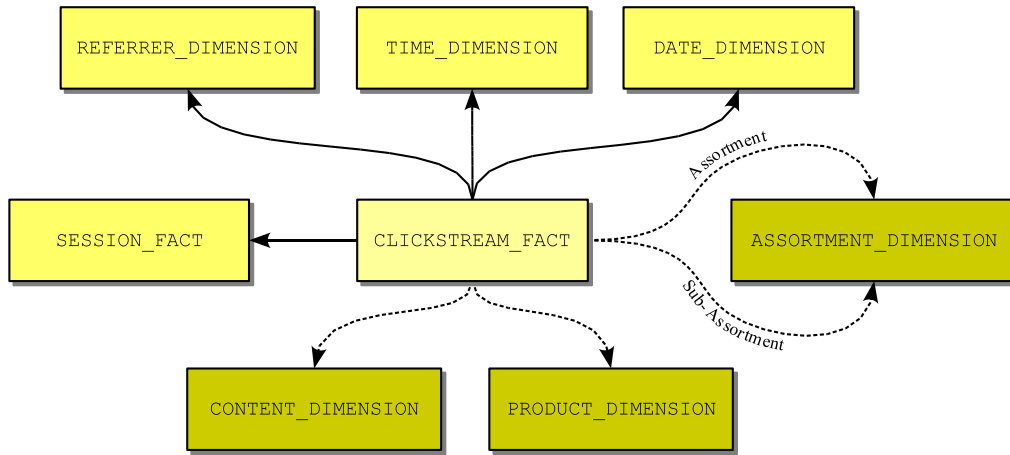 REFERRER_DIMENSION
TIME_DIMENSION
DATE_DIMENSION
Assortment
SESSION_FACT
CLICKSTREAM_FACT
ASSORTMENT_DIMENSION
Sub-Assortment
CONTENT_DIMENSION
PRODUCT_DIMENSION